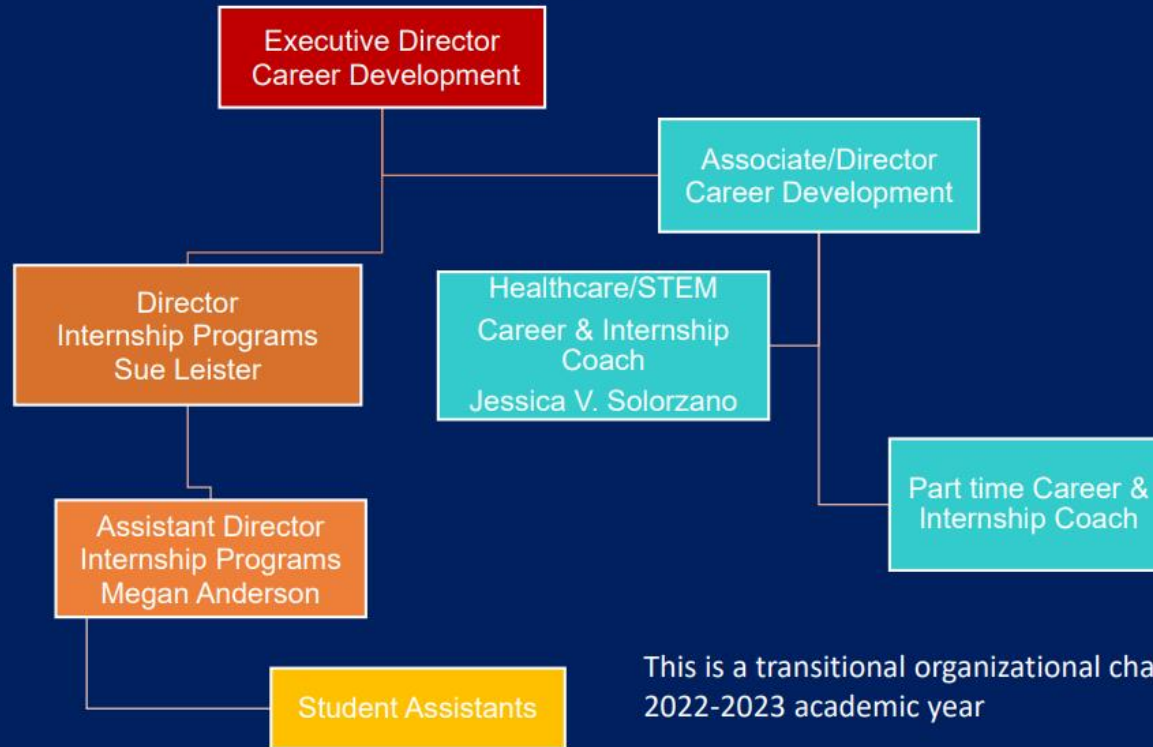 Executive Director
Career Development
Associate/Director
Career Development
Director
Internship Programs
Sue Leister
Healthcare/STEM
Career & Internship
Coach
Jessica V. Solorzano
Part time Career &
Internship Coach
Assistant Director
Internship Programs
Megan Anderson
Student Assistants
This is a transitional organizational
2022-2023 academic year